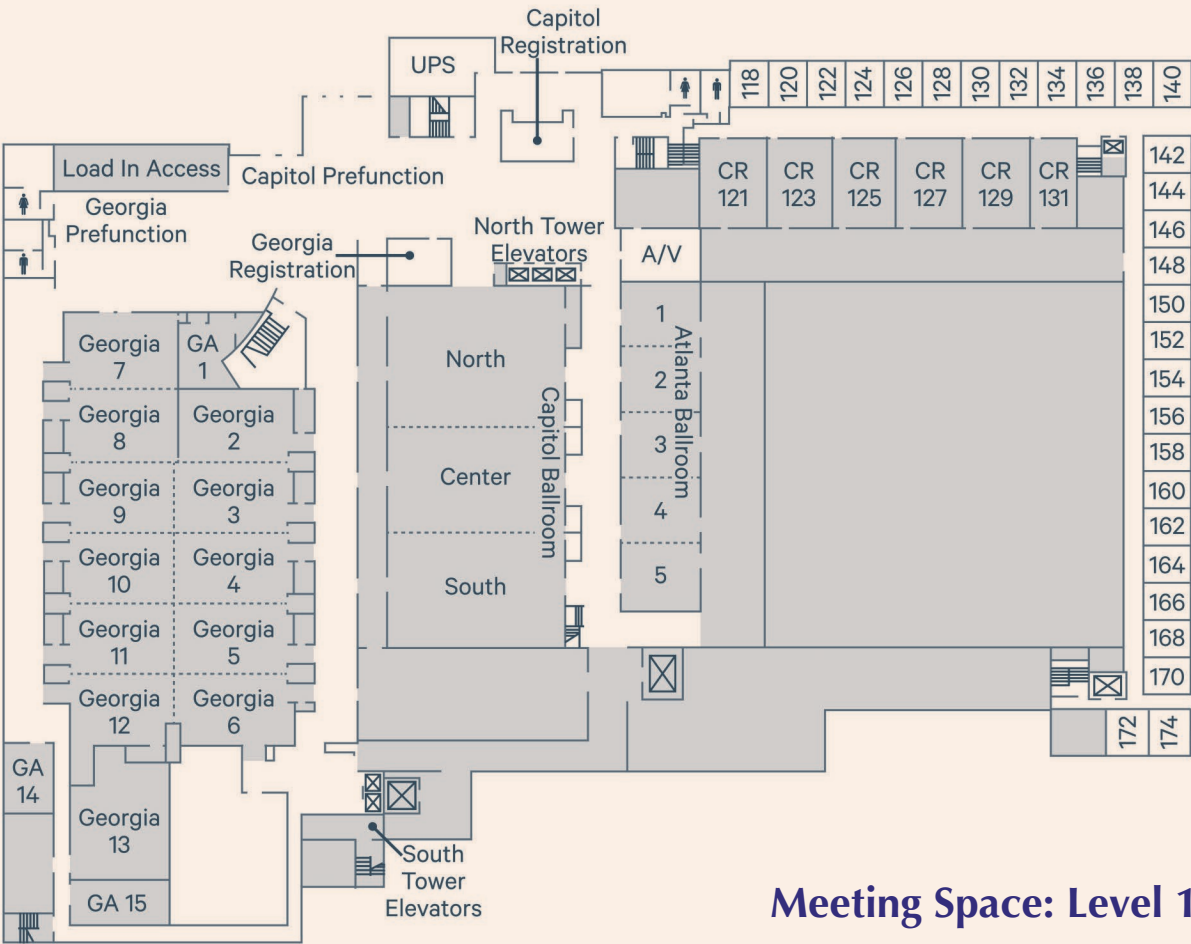 Capitol
Registration
UPS
118
120
122
124
126
128
130
132
134
136
138
140
Load In Access
Capitol Prefunction
CR
121
CR
123
CR
125
CR
127
CR
129
CR
131
142
144
146
148
150
152
154
156
158
160
162
164
166
168
170
172
174
Georgia
Prefunction
Georgia
Registration
North Tower
Elevators
A/V
Georgia
7
GA
1
Georgia
8
Georgia
2
Georgia
9
Georgia
3
Georgia
10
Georgia
4
Georgia
11
Georgia
5
Georgia
12
Georgia
6
North
Center
South
Capitol Ballroom
1
2
3
4
5
Atlanta Ballroom
GA
14
Georgia
13
GA 15
South
Tower
Elevators
Meeting Space: Level 1